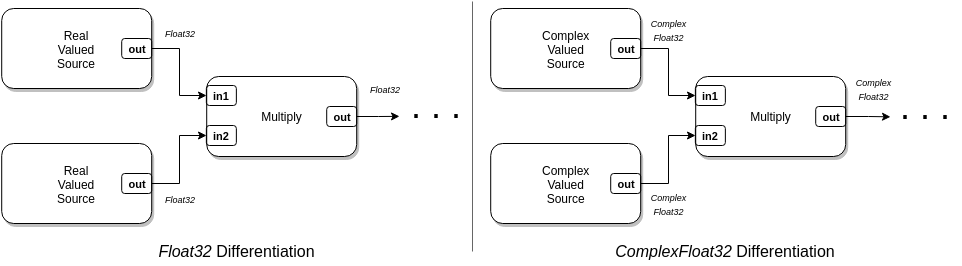 Real
Valued
Source
out
Float32
in1
in2
Multiply
out
Float32
. . .
Real
Valued
Source
out
Float32
Float32 Differentiation
Complex
Valued
Source
out
Complex
Float32
in1
in2
Multiply
out
Complex
Float32
. . .
Complex
Valued
Source
out
Complex
Float32
ComplexFloat32 Differentiation